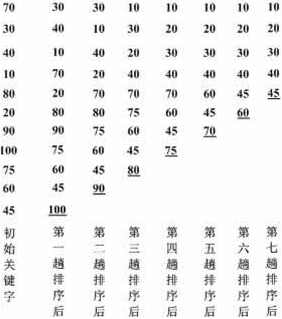 70 30 30 10 10 10 10 10
30 40 10 30 20 20 20 20
40 10 40 20 30 30 30 30
10 70 20 40 40 40 40 40
80 20 70 70 70 60 45 45
20 80 80 75 60 45 60
90 90 75 60 45 70
100 75 60 45 75
75 60 45 80
60 45 90
45 100
初始关键字
第一趟排序后
第二趟排序后
第三趟排序后
第四趟排序后
第五趟排序后
第六趟排序后
第七趟排序后